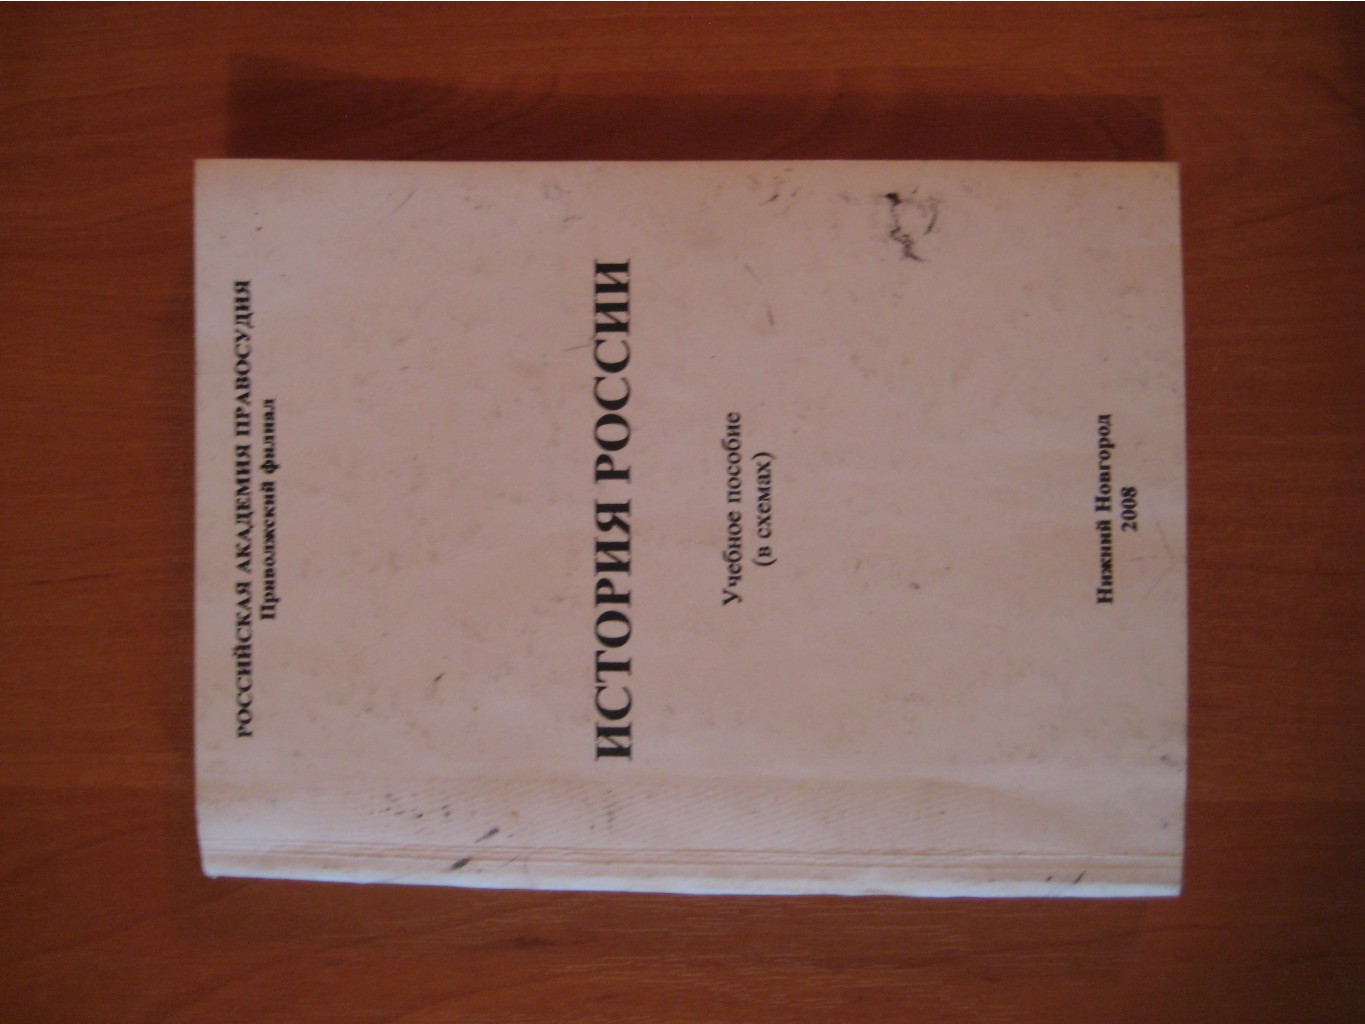 РОССИЙСКАЯ АКАДЕМИЯ ПРАВОСУДИЯ
Приволжский филиал
ИСТОРИЯ РОССИИ
Учебное пособие
(в схемах)
Нижний Новгород
2008